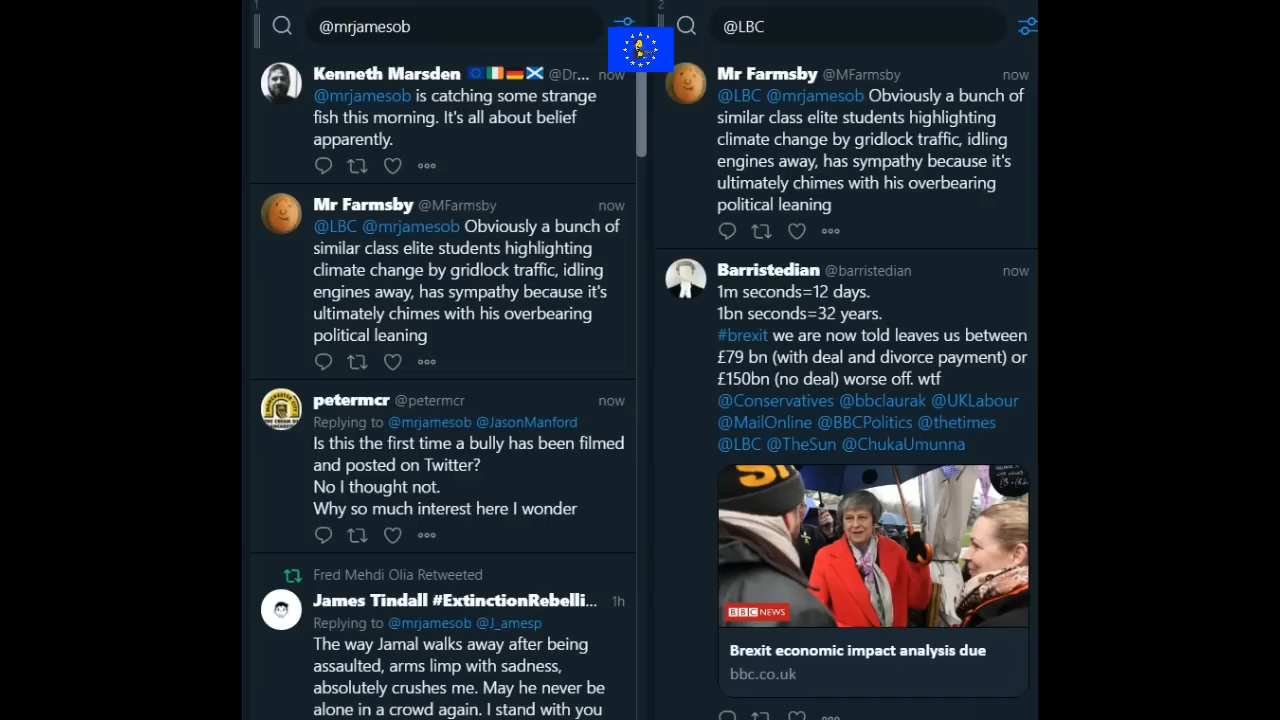 1
@mrjamesob
Kenneth Marsden @Dr... now
@mrjamesob is catching some strange
fish this morning. It's all about belief
apparently.
Mr Farmsby @MFarmsby now
@LBC @mrjamesob Obviously a bunch of
similar class elite students highlighting
climate change by gridlock traffic, idling
engines away, has sympathy because it's
ultimately chimes with his overbearing
political leaning
petermcr @petermcr now
Replying to @mrjamesob @JasonManford
Is this the first time a bully has been filmed
and posted on Twitter?
No I thought not.
Why so much interest here I wonder
Fred Mehdi Olia Retweeted
James Tindall #ExtinctionRebelli... 1h
Replying to @mrjamesob @J_amesp
The way Jamal walks away after being
assaulted, arms limp with sadness,
absolutely crushes me. May he never be
alone in a crowd again. I stand with you
2
@LBC
Mr Farmsby @MFarmsby now
@LBC @mrjamesob Obviously a bunch of
similar class elite students highlighting
climate change by gridlock traffic, idling
engines away, has sympathy because it's
ultimately chimes with his overbearing
political leaning
Barristedian @barristedian now
1m seconds=12 days.
1bn seconds=32 years.
#brexit we are now told leaves us between
£79 bn (with deal and divorce payment) or
£150bn (no deal) worse off. wtf
@Conservatives @bbclaurak @UKLabour
@MailOnline @BBCPolitics @thetimes
@LBC @TheSun @ChukaUmunna
BBC NEWS
Brexit economic impact analysis due
bbc.co.uk